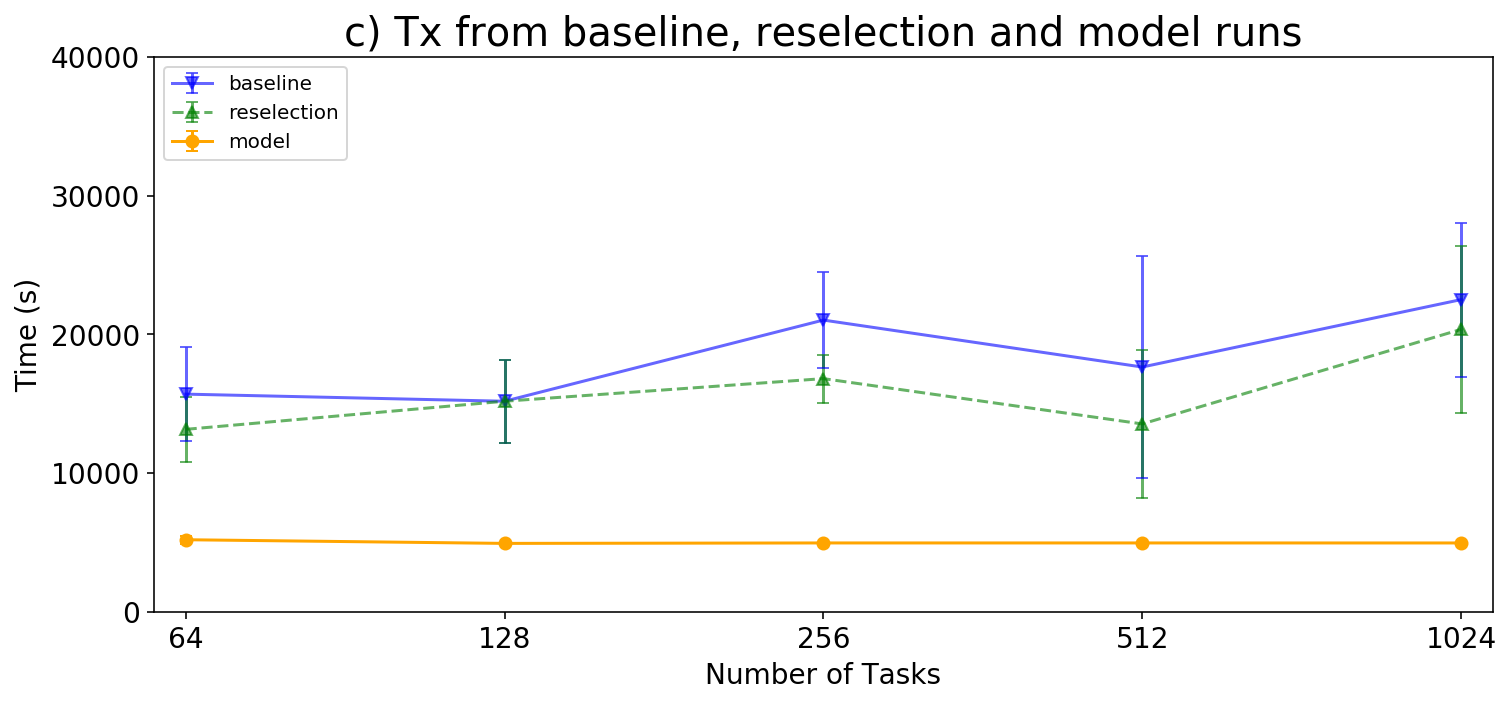 c) Tx from baseline, reselection and model runs
40000
30000
20000
10000
0
Time (s)
baseline
reselection
model
64 128 256 512 1024
Number of Tasks